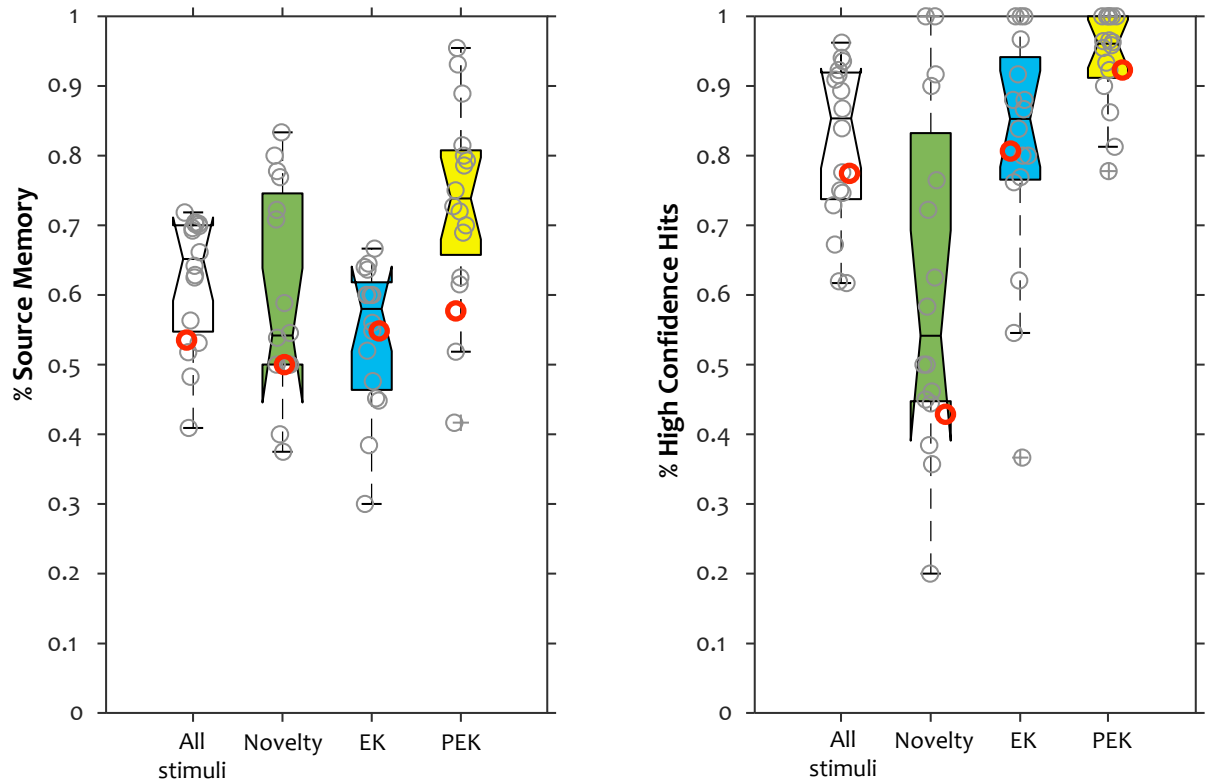 % Source Memory
1
0.9
0.8
0.7
0.6
0.5
0.4
0.3
0.2
0.1
0
All
stimuli
Novelty
EK
PEK
% High Confidence Hits
1
0.9
0.8
0.7
0.6
0.5
0.4
0.3
0.2
0.1
0
All
stimuli
Novelty
EK
PEK